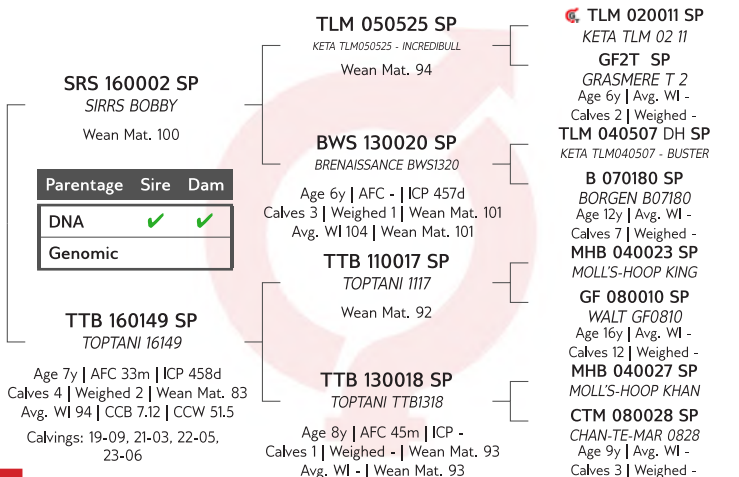 SRS 160002 SP
SIRRS BOBBY
Wean Mat. 100
Parentage Sire Dam
DNA ✔ ✔
Genomic
TTB 160149 SP
TOPTANI 16149
Age 7y | AFC 33m | ICP 458d
Calves 4 | Weighed 2 | Wean Mat. 83
Avg. WI 94 | CCB 7.12 | CCW 51.5
Calvings: 19-09, 21-03, 22-05,
23-06
TLM 050525 SP
KETA TLM050525 - INCREDIBULL
Wean Mat. 94
BWS 130020 SP
BRENAISSANCE BWS1320
Age 6y | AFC - | ICP 457d
Calves 3 | Weighed 1 | Wean Mat. 101
Avg. WI 104 | Wean Mat. 101
TTB 110017 SP
TOPTANI 1117
Wean Mat. 92
TTB 130018 SP
TOPTANI TTB1318
Age 8y | AFC 45m | ICP -
Calves 1 | Weighed - | Wean Mat. 93
Avg. WI - | Wean Mat. 93
TLM 020011 SP
KETA TLM 02 11
GF2T SP
GRASMERE T 2
Age 6y | Avg. WI -
Calves 2 | Weighed -
TLM 040507 DH SP
KETA TLM040507 - BUSTER
B 070180 SP
BORGEN B07180
Age 12y | Avg. WI -
Calves 7 | Weighed -
MHB 040023 SP
MOLL'S-HOOP KING
GF 080010 SP
WALT GF0810
Age 16y | Avg. WI -
Calves 12 | Weighed -
MHB 040027 SP
MOLL'S-HOOP KHAN
CTM 080028 SP
CHAN-TE-MAR 0828
Age 9y | Avg. WI -
Calves 3 | Weighed -